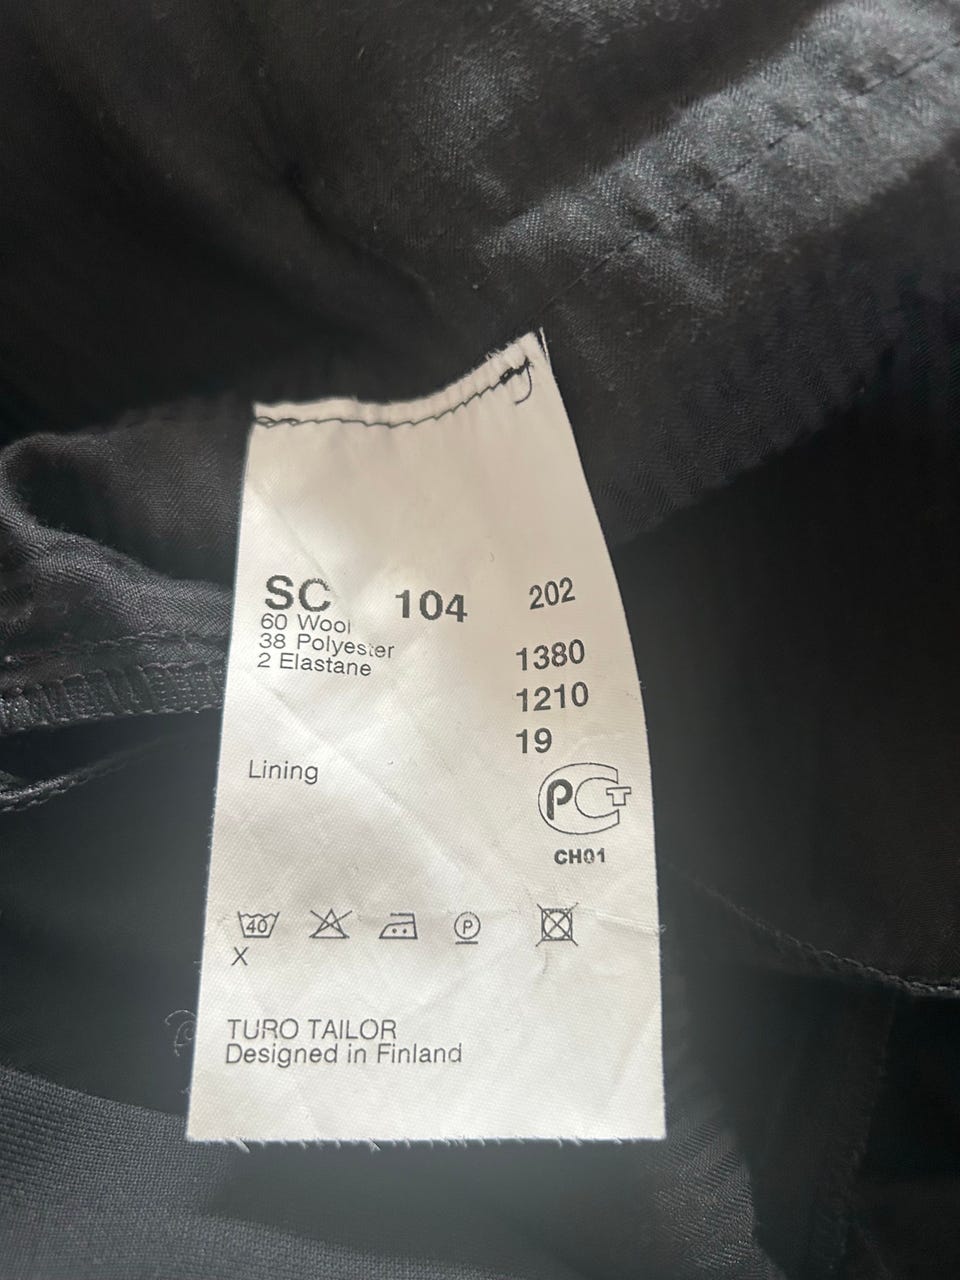 SC 104 202
60 Wool
38 Polyester
2 Elastane
1380
1210
19
Lining
PCT
CH01
40
P
X
TURO TAILOR
Designed in Finland